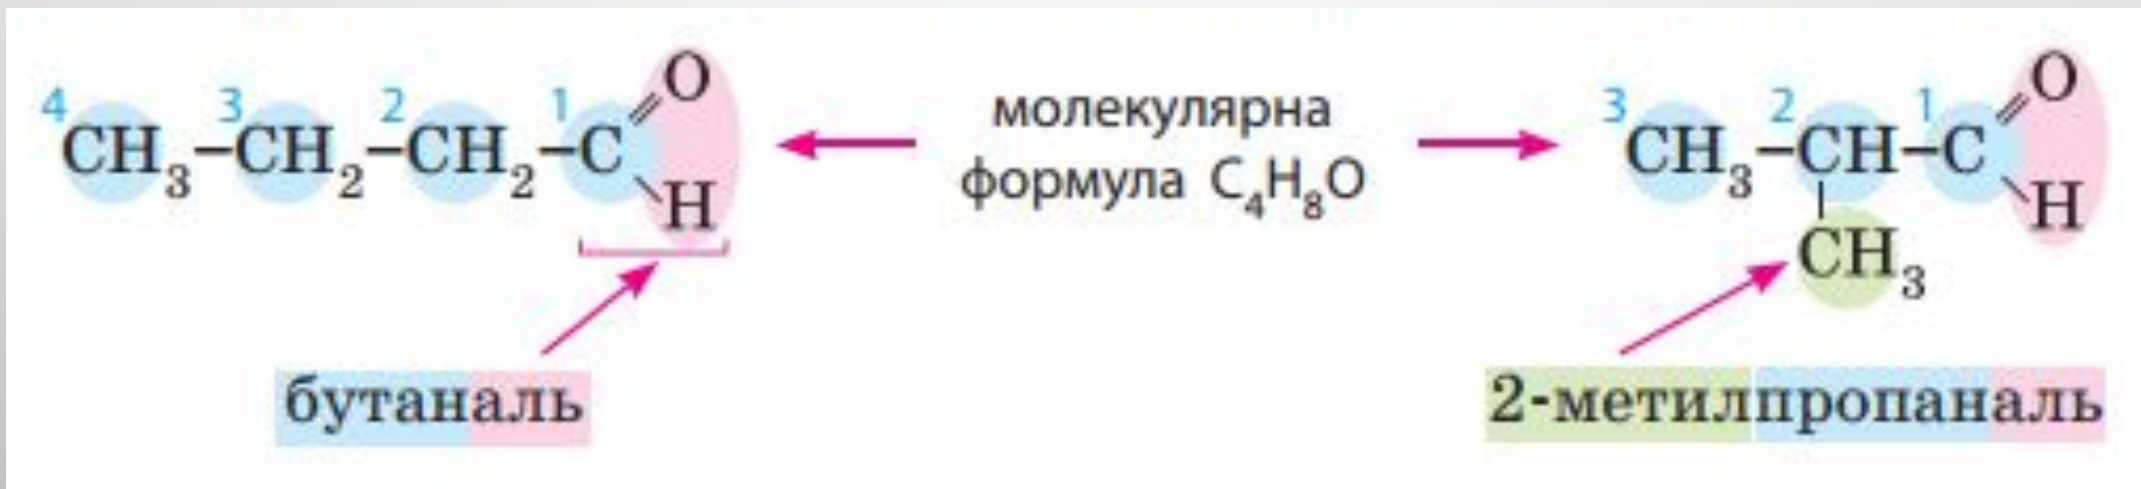 4 3 2 1
CH₃–CH₂–CH₂–C
O
H
бутаналь
молекулярна
формула C₄H₈O
3 2 1
CH₃–CH–C
O
H
CH₃
2-метилпропаналь